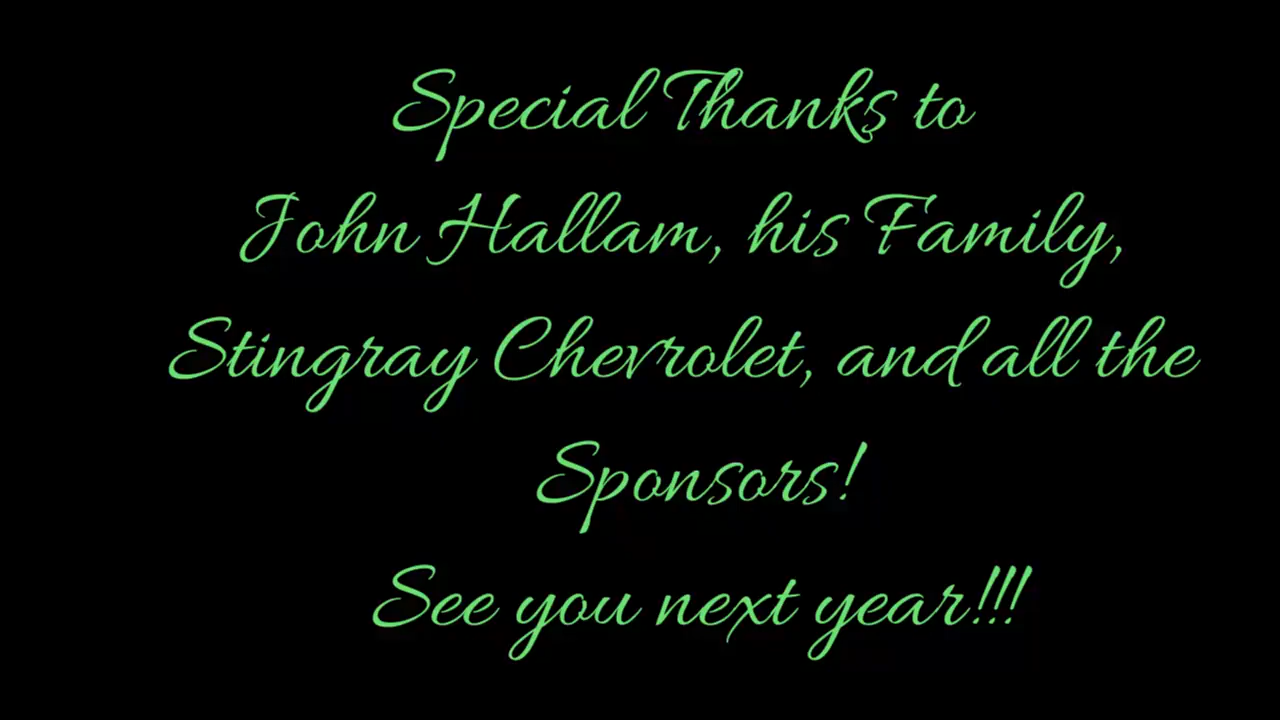 Special Thanks to
John Hallam, his Family,
Stingray Chevrolet, and all the
Sponsors!
See you next year!!!